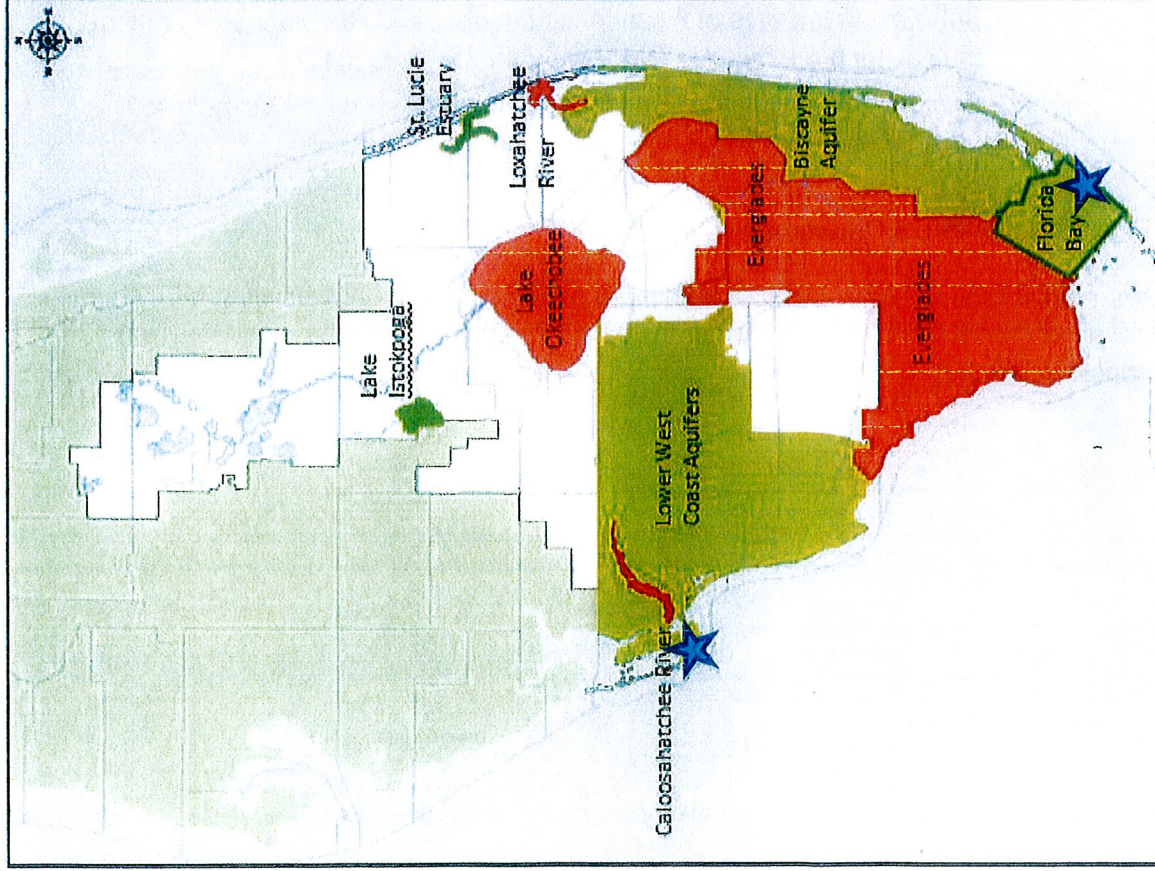 N
E
W
S
St. Lucie
Estuary
Loxahatchee
River
Lake
Istokpoga
Lake
Okeechobee
Biscayne
Aquifer
Everglades
Florida
Bay
Everglades
Lower West
Coast Aquifers
Caloosahatchee River